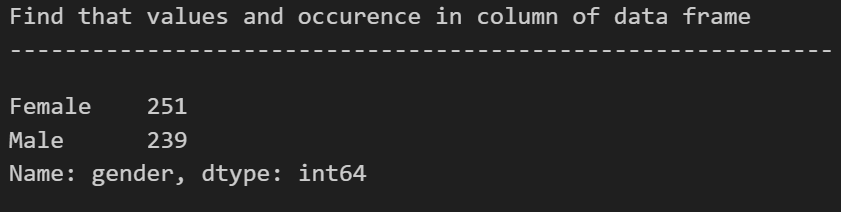 Find that values and occurence in column of data frame
------------------------------------------------------------
Female    251
Male      239
Name: gender, dtype: int64